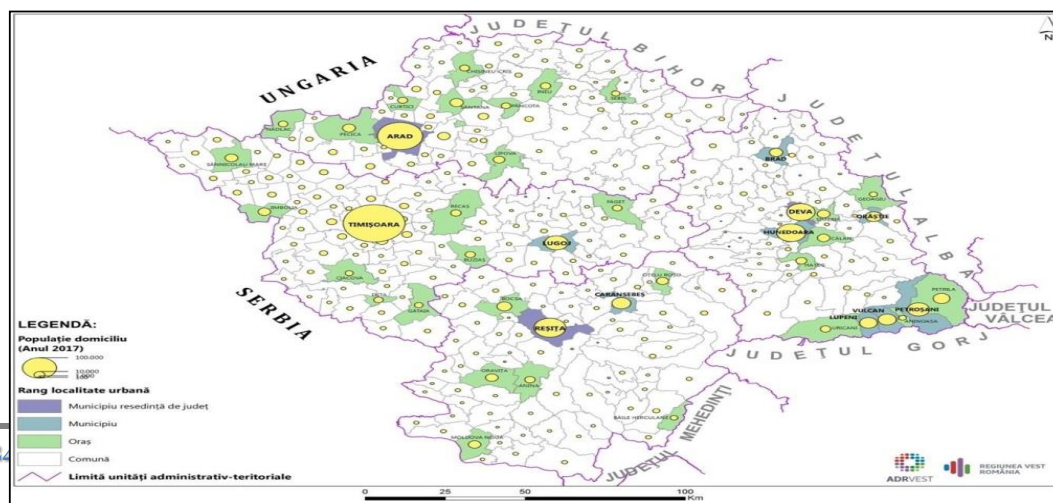 JUDEȚUL BIHOR
JUDEȚUL ALBA
UNGARIA
SERBIA
JUDEȚUL VÂLCEA
JUDEȚUL GORJ
JUDEȚUL MEHEDINȚI
N
CHIȘINEU-CRIȘ
INEU
SEBIȘ
CURTICI
SÂNTANA
PÂNCOTA
NĂDLAC
PECICA
ARAD
LIPOVA
SÂNNICOLAU MARE
BRAD
GEOAGIU
JIMBOLIA
RECAȘ
FĂGET
DEVA
SIMERIA
ORĂȘTIE
TIMIȘOARA
HUNEDOARA
CĂLAN
LUGOJ
HAȚEG
BUZIAȘ
CIACOVA
OȚELU ROȘU
DETA
GĂTAIA
BOCȘA
CARANSEBEȘ
PETRILA
VULCAN
PETROȘANI
LUPENI
ANINOASA
URICANI
REȘIȚA
ORAVIȚA
ANINA
BĂILE HERCULANE
MOLDOVA NOUĂ
LEGENDĂ:
Populație domiciliu
(Anul 2017)
100.000
10.000
Rang localitate urbană
Municipiu resedință de județ
Municipiu
Oraș
Comună
Limită unități administrativ-teritoriale
0 25 50 100
Km
ADRVEST
REGIUNEA VEST
ROMÂNIA